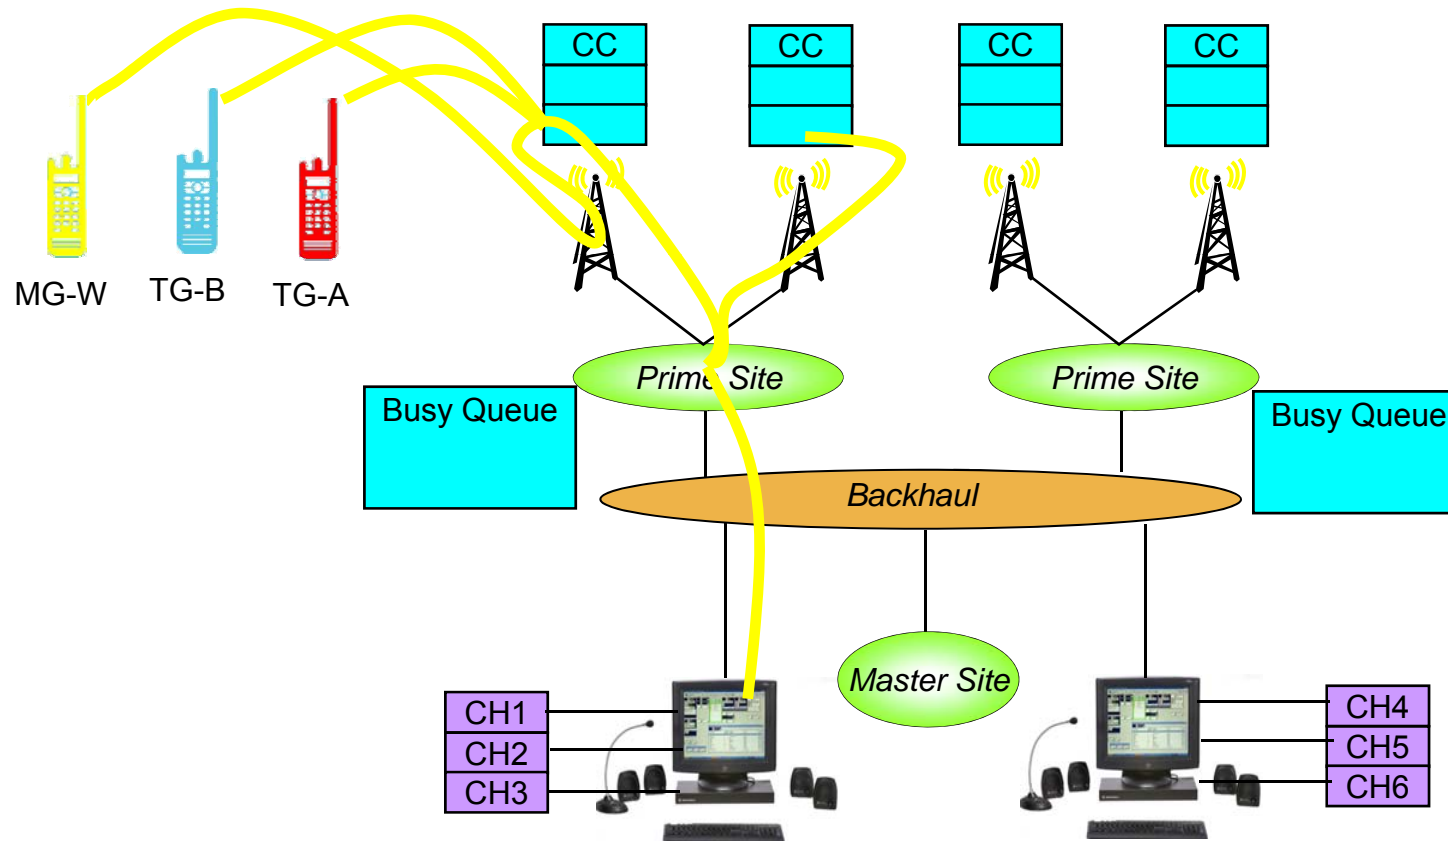 CC
CC
CC
CC
MG-W
TG-B
TG-A
Prime Site
Prime Site
Busy Queue
Busy Queue
Backhaul
Master Site
CH1
CH2
CH3
CH4
CH5
CH6